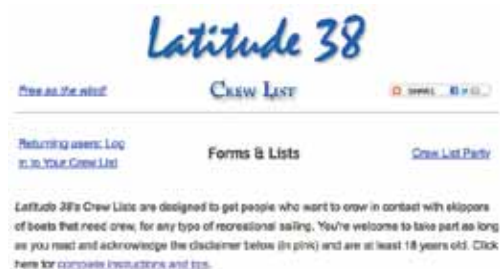 Latitude 38
Free as the wind!
CREW LIST
SHARE
Returning users: Log
in to Your Crew List
Forms & Lists
Crew List Party
Latitude 38's Crew Lists are designed to get people who want to crew in contact with skippers
of boats that need crew, for any type of recreational sailing. You're welcome to take part as long
as you read and acknowledge the disclaimer below (in pink) and are at least 18 years old. Click
here for complete instructions and tips.